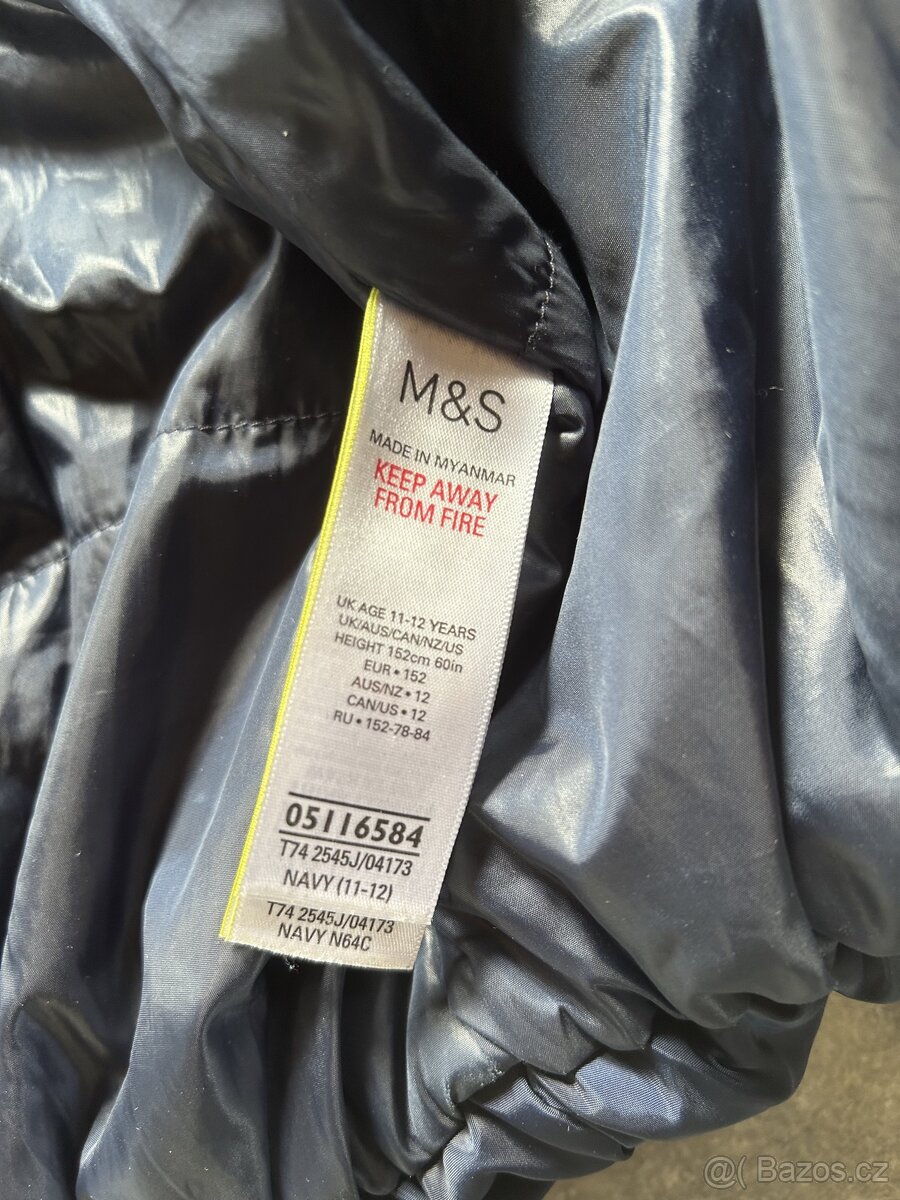 M&S
MADE IN MYANMAR
KEEP AWAY
FROM FIRE
UK AGE 11-12 YEARS
UK/AUS/CAN/NZ/US
HEIGHT 152cm 60in
EUR • 152
AUS/NZ • 12
CAN/US • 12
RU • 152-78-84
05116584
T74 2545J/04173
NAVY (11-12)
T74 2545J/04173
NAVY N64C
@( Bazos.cz